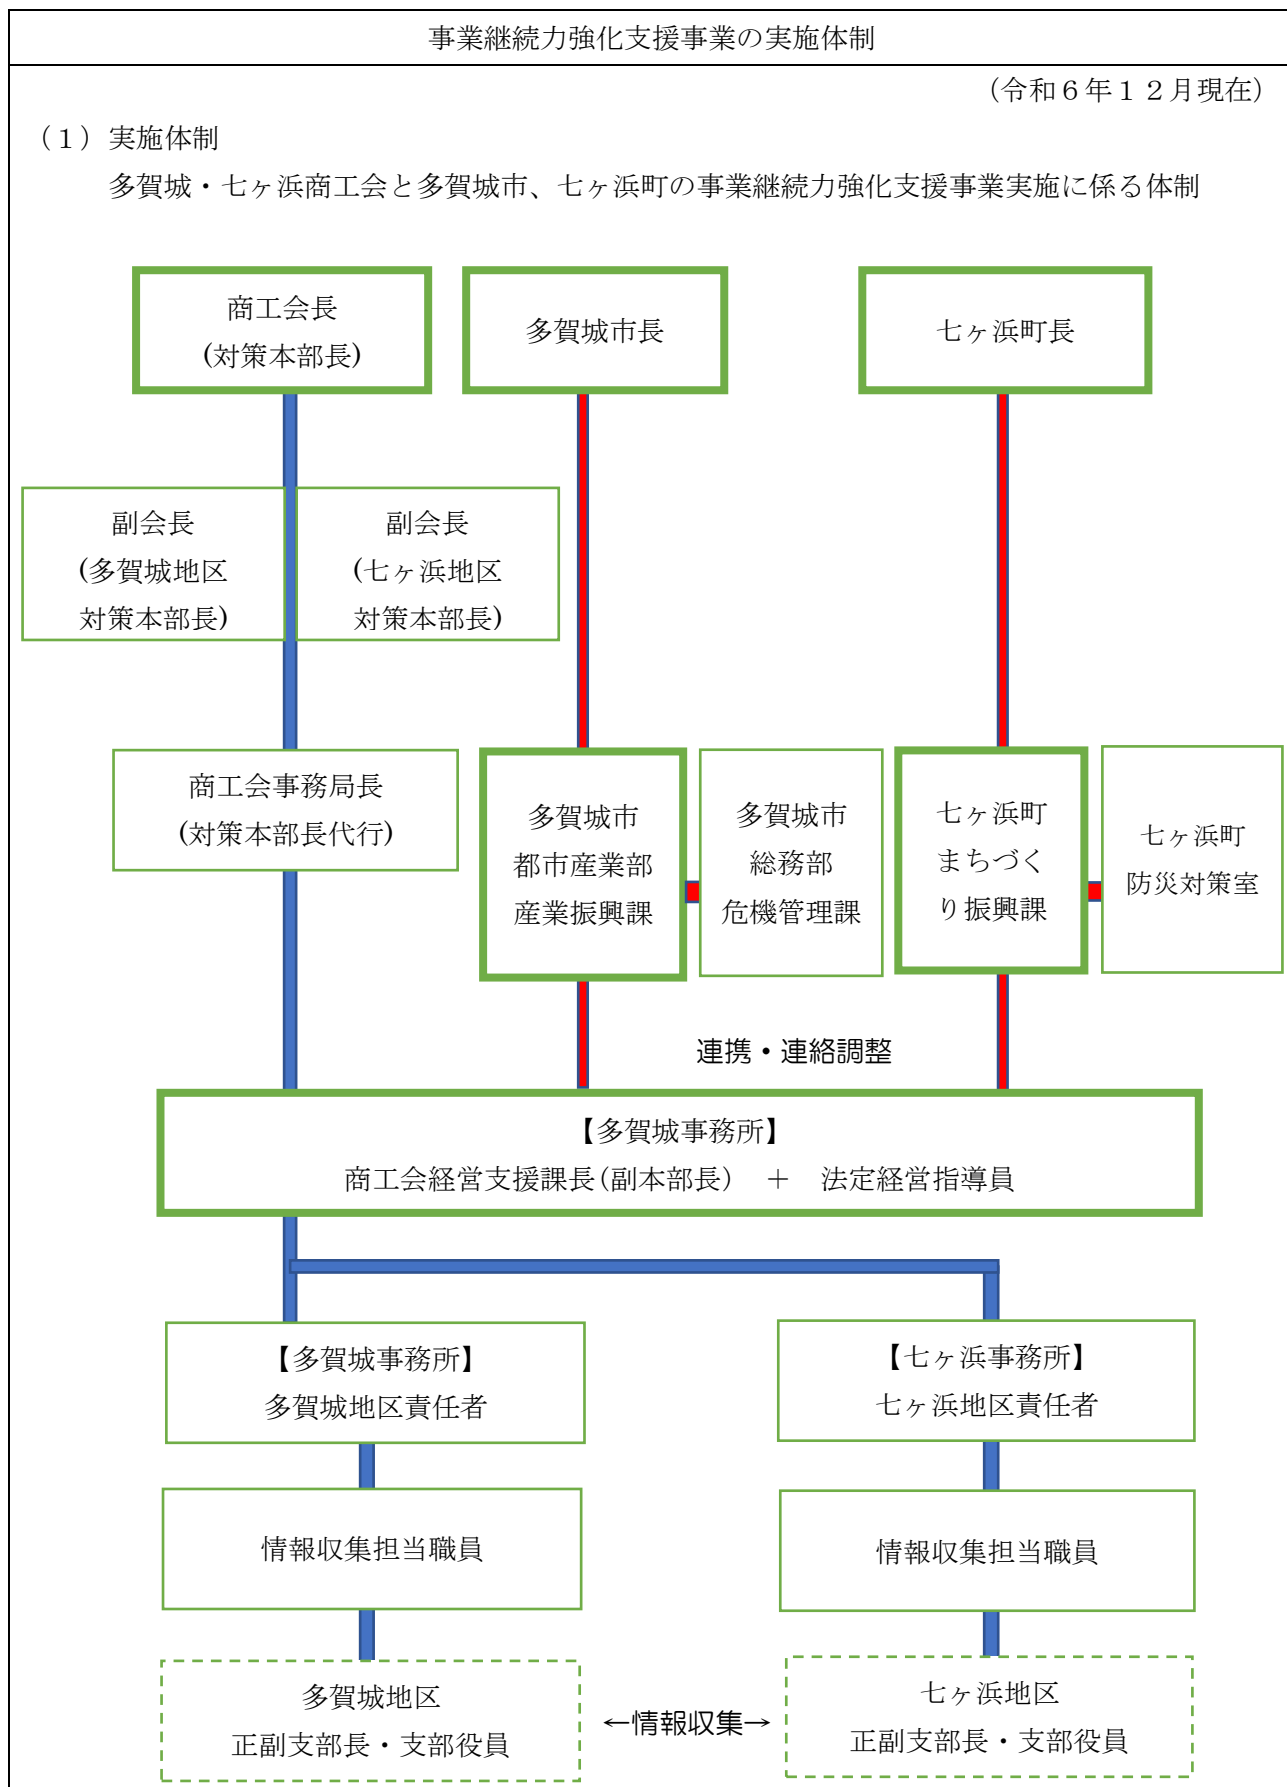 事業継続力強化支援事業の実施体制
（令和６年１２月現在）
（１）実施体制
多賀城・七ヶ浜商工会と多賀城市、七ヶ浜町の事業継続力強化支援事業実施に係る体制
商工会長
(対策本部長)
多賀城市長
七ヶ浜町長
副会長
(多賀城地区
対策本部長)
副会長
(七ヶ浜地区
対策本部長)
商工会事務局長
(対策本部長代行)
多賀城市
都市産業部
産業振興課
多賀城市
総務部
危機管理課
七ヶ浜町
まちづく
り振興課
七ヶ浜町
防災対策室
連携・連絡調整
【多賀城事務所】
商工会経営支援課長(副本部長)　＋　法定経営指導員
【多賀城事務所】
多賀城地区責任者
【七ヶ浜事務所】
七ヶ浜地区責任者
情報収集担当職員
情報収集担当職員
多賀城地区
正副支部長・支部役員
←情報収集→
七ヶ浜地区
正副支部長・支部役員